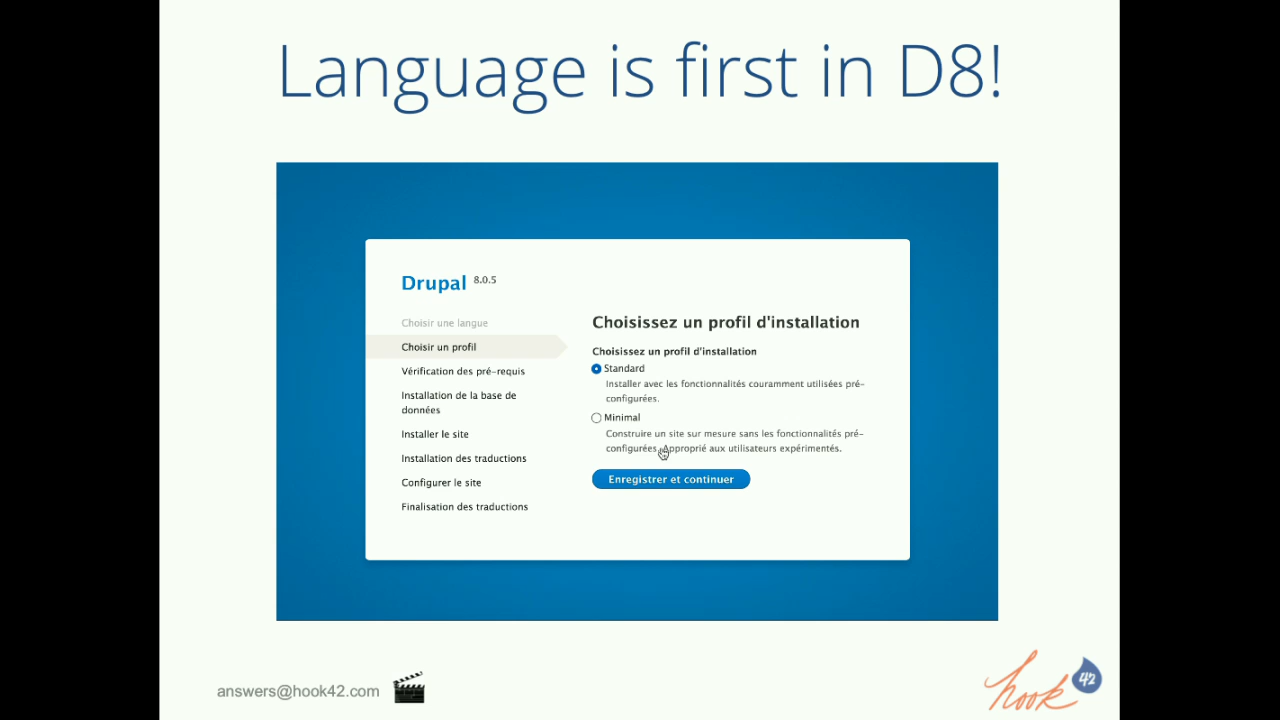 Language is first in D8!
Drupal 8.0.5
Choisir une langue
Choisir un profil
Vérification des pré-requis
Installation de la base de
données
Installer le site
Installation des traductions
Configurer le site
Finalisation des traductions
Choisissez un profil d'installation
Choisissez un profil d'installation
Standard
Installer avec les fonctionnalités couramment utilisées pré-
configurées.
Minimal
Construire un site sur mesure sans les fonctionnalités pré-
configurées. Approprié aux utilisateurs expérimentés.
Enregistrer et continuer
answers@hook42.com
hook 42